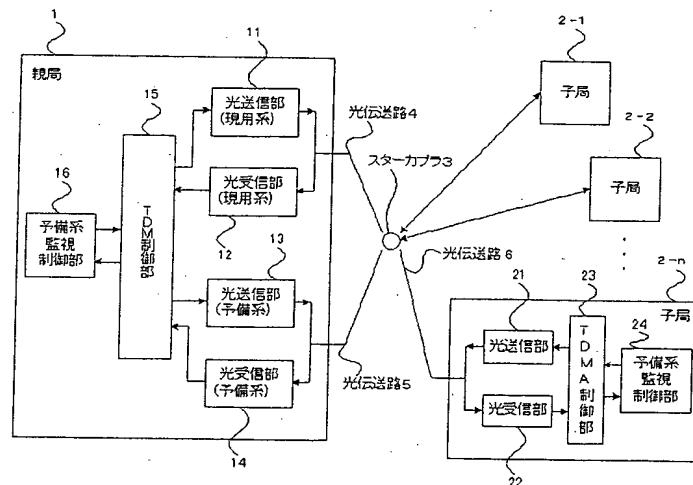 1
親局
11
光送信部
(現用系)
15
TDM制御部
光受信部
(現用系)
12
16
予備系
監視
制御部
13
光送信部
(予備系)
光受信部
(予備系)
14
光伝送路4
スターカプラ3
光伝送路6
光伝送路5
2-1
子局
2-2
子局
2-n
子局
21
光送信部
23
TDMA制御部
24
予備系
監視
制御部
光受信部
22